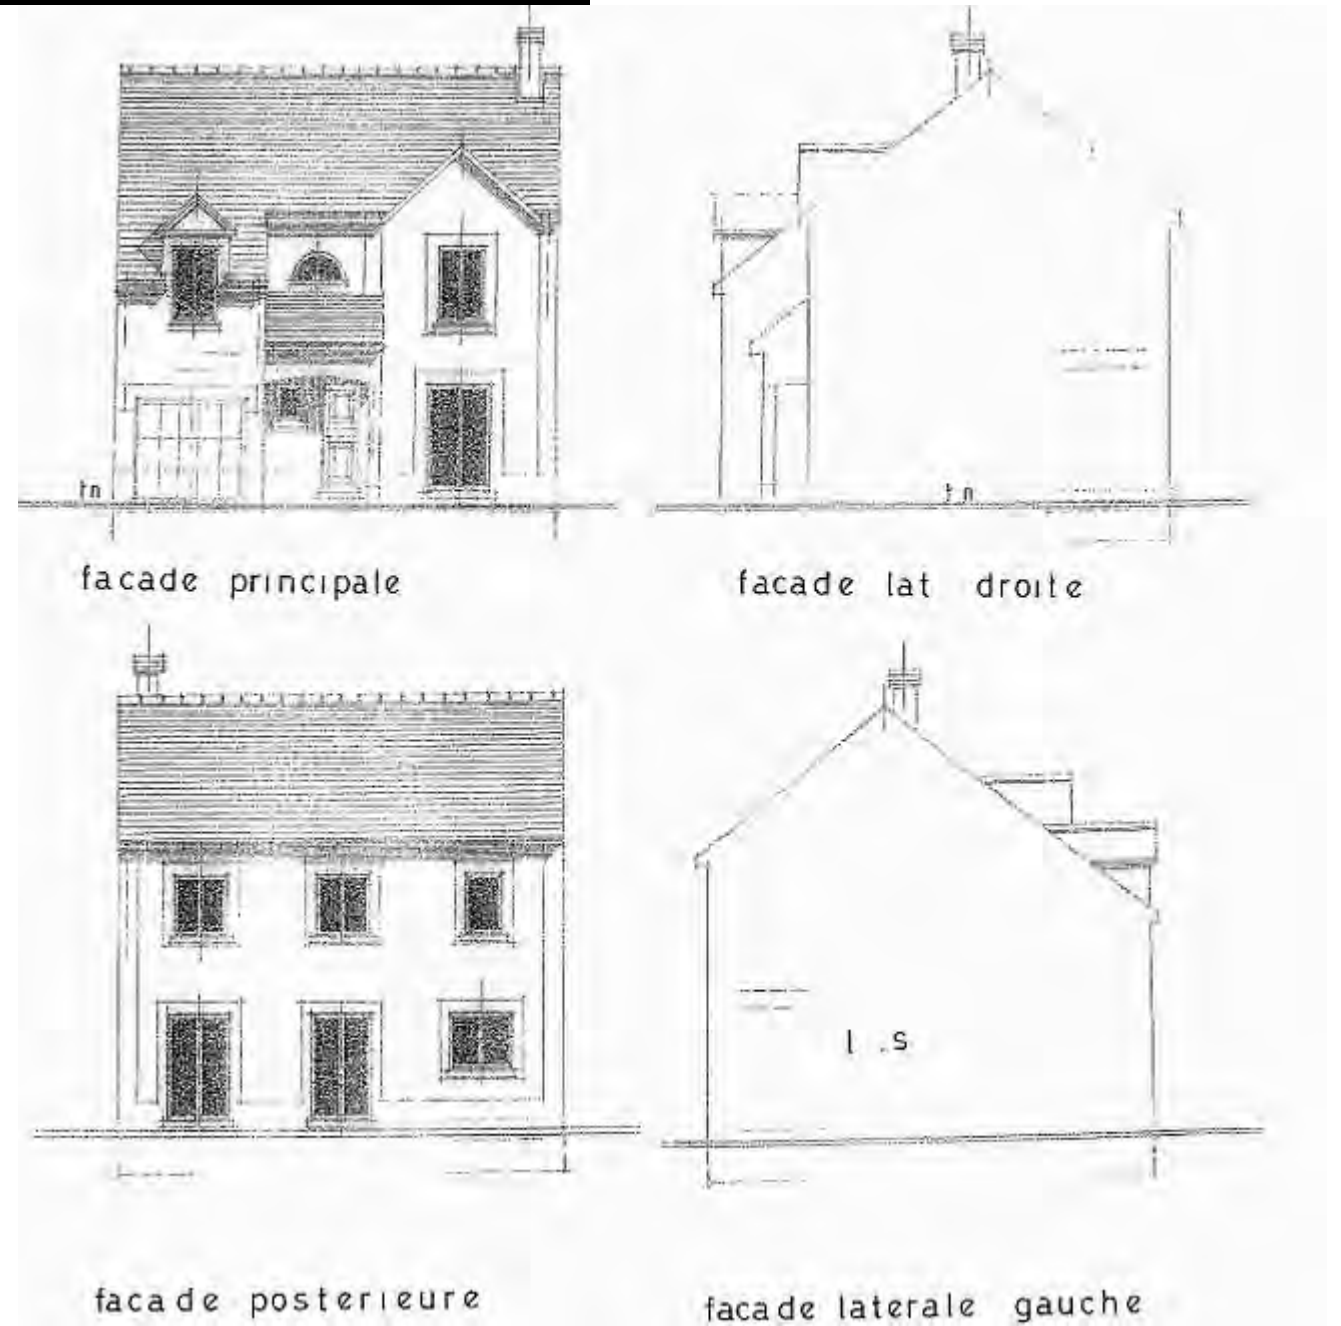 tn
tn
facade principale
facade lat droite
l.s
facade posterieure
facade laterale gauche